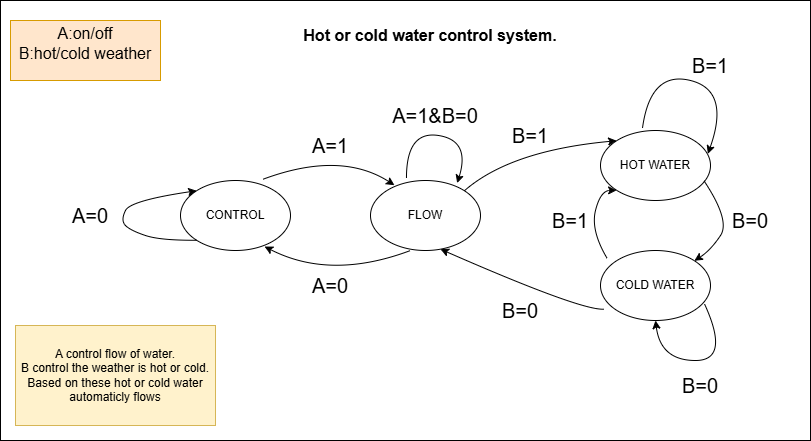 A:on/off
B:hot/cold weather
Hot or cold water control system.
B=1
A=1&B=0
B=1
A=1
HOT WATER
A=0
CONTROL
FLOW
B=1
B=0
A=0
COLD WATER
B=0
A control flow of water.
B control the weather is hot or cold.
Based on these hot or cold water
automaticly flows
B=0